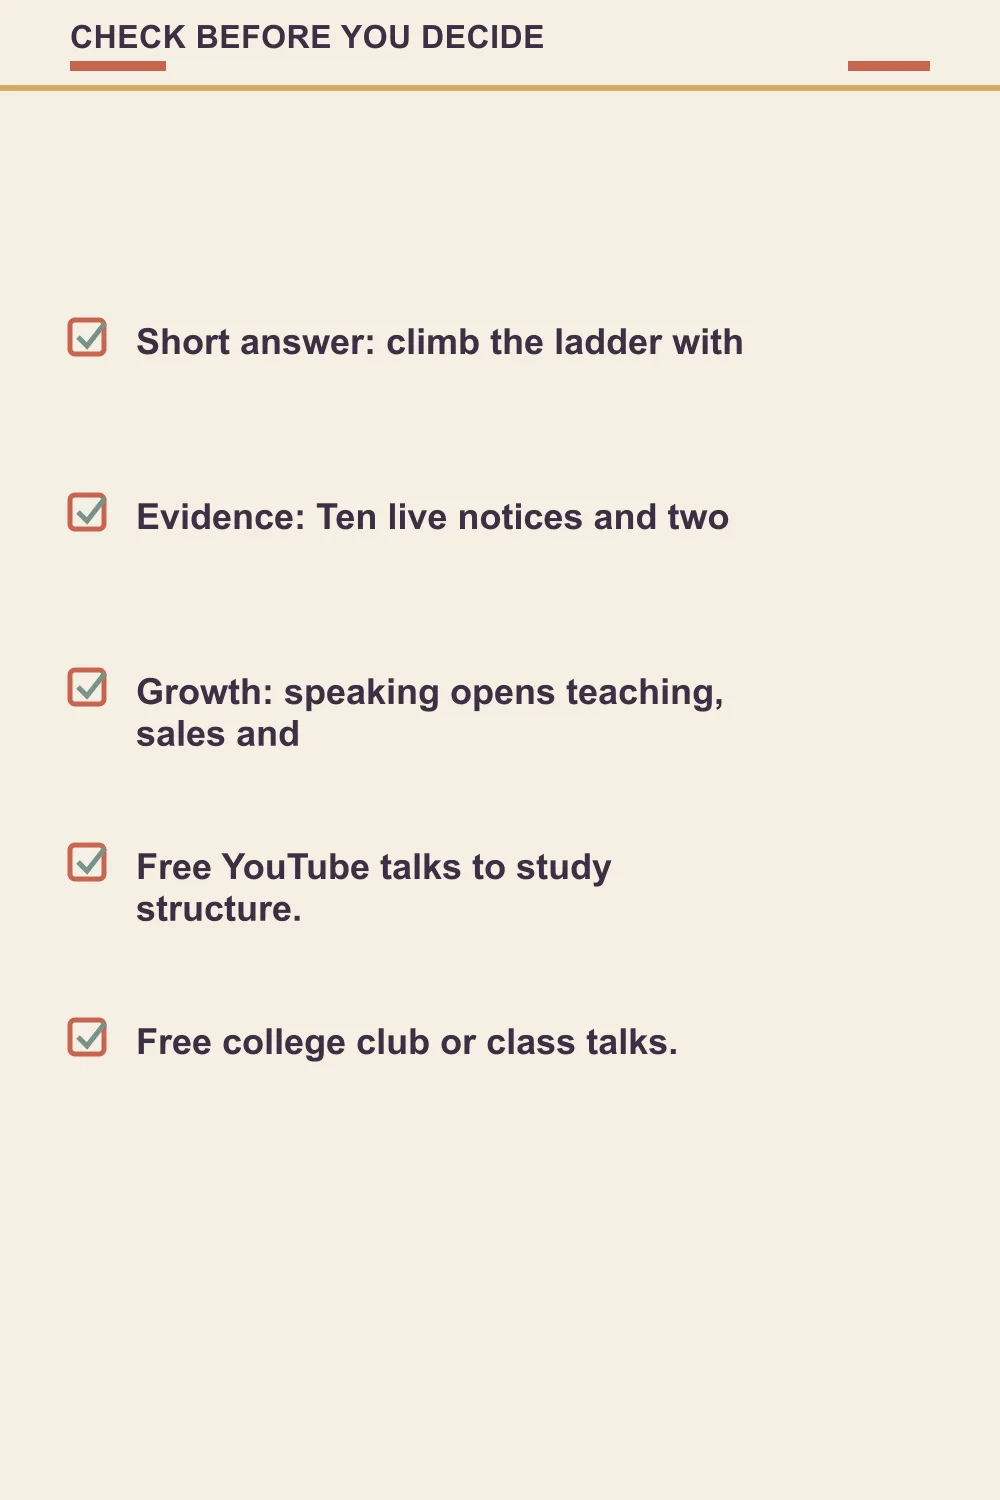 CHECK BEFORE YOU DECIDE
Short answer: climb the ladder with
Evidence: Ten live notices and two
Growth: speaking opens teaching,
sales and
Free YouTube talks to study
structure.
Free college club or class talks.